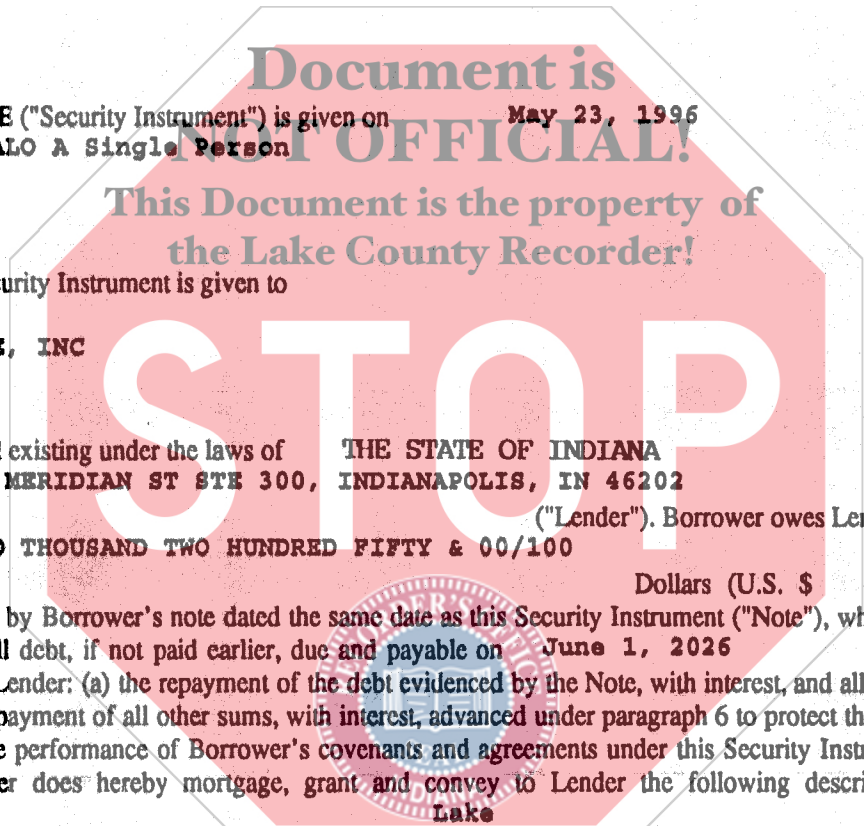 Document is
E ("Security Instrument") is given on May 23, 1996
NOT OFFICIAL!
ALO A Single Person
This Document is the property of
the Lake County Recorder!
urity Instrument is given to
, INC
STOP
existing under the laws of THE STATE OF INDIANA
MERIDIAN ST STE 300, INDIANAPOLIS, IN 46202
("Lender"). Borrower owes Len
THOUSAND TWO HUNDRED FIFTY & 00/100
Dollars (U.S. $
by Borrower's note dated the same date as this Security Instrument ("Note"), wh
ll debt, if not paid earlier, due and payable on June 1, 2026
Lender: (a) the repayment of the debt evidenced by the Note, with interest, and all
payment of all other sums, with interest, advanced under paragraph 6 to protect th
e performance of Borrower's covenants and agreements under this Security Instr
er does hereby mortgage, grant and convey to Lender the following descri
RECORDER'S OFFICE
INDIANA
Lake